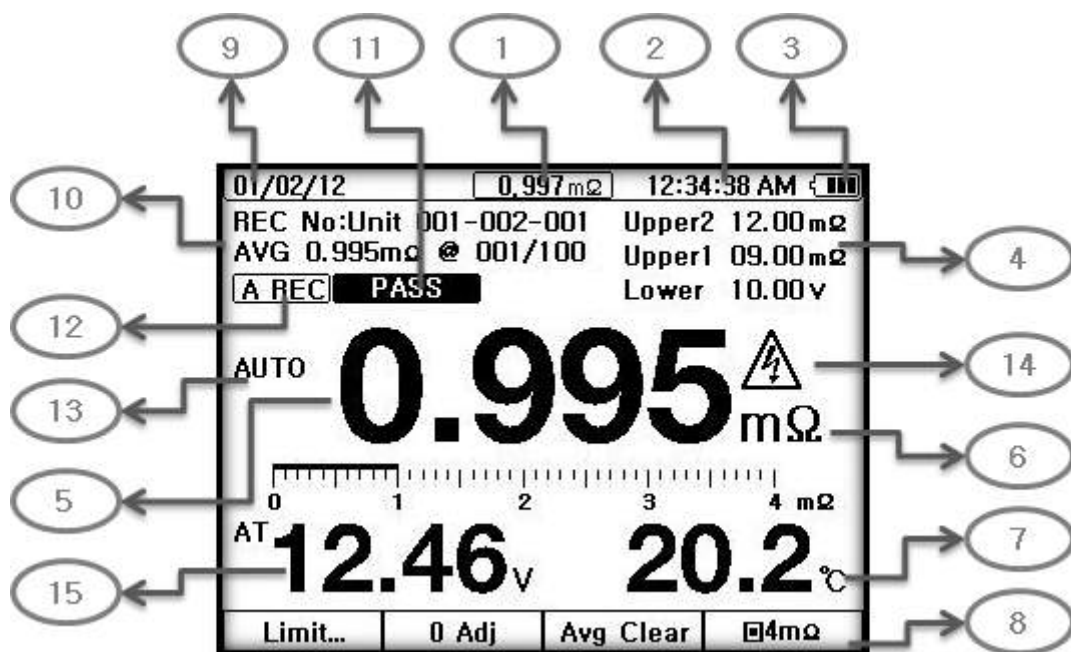 9 11 1 2 3
01/02/12 0.997mΩ 12:34:38 AM
10
REC No:Unit 001-002-001 Upper2 12.00mΩ
AVG 0.995mΩ @ 001/100 Upper1 09.00mΩ
4
A REC PASS Lower 10.00v
12
AUTO 0.995 mΩ
14
13
6
5
0 1 2 3 4 mΩ
AT 12.46V 20.2℃
7
15
Limit... 0 Adj Avg Clear 4mΩ
8